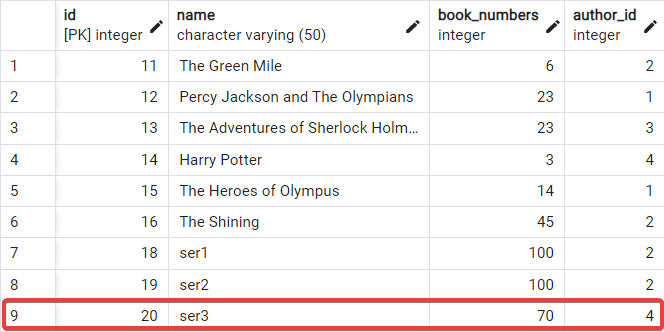 id name book_numbers author_id
[PK] integer character varying (50) integer integer
1 11 The Green Mile 6 2
2 12 Percy Jackson and The Olympians 23 1
3 13 The Adventures of Sherlock Holm... 23 3
4 14 Harry Potter 3 4
5 15 The Heroes of Olympus 14 1
6 16 The Shining 45 2
7 18 ser1 100 2
8 19 ser2 100 2
9 20 ser3 70 4